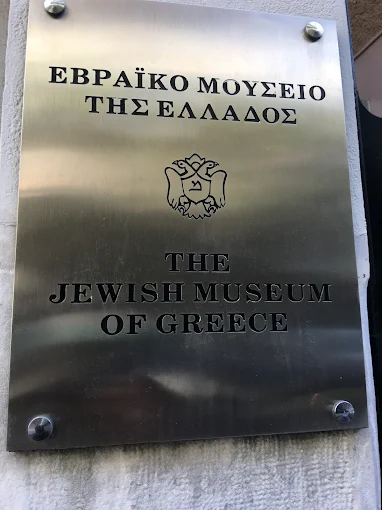 ΕΒΡΑΪΚΟ ΜΟΥΣΕΙΟ
ΤΗΣ ΕΛΛΑΔΟΣ
THE
JEWISH MUSEUM
OF GREECE